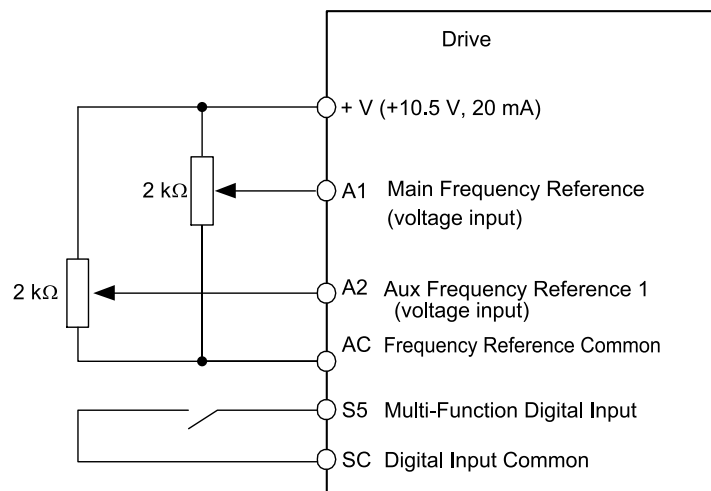 Drive
+ V (+10.5 V, 20 mA)
2 kΩ
A1 Main Frequency Reference
(voltage input)
2 kΩ
A2 Aux Frequency Reference 1
(voltage input)
AC Frequency Reference Common
S5 Multi-Function Digital Input
SC Digital Input Common